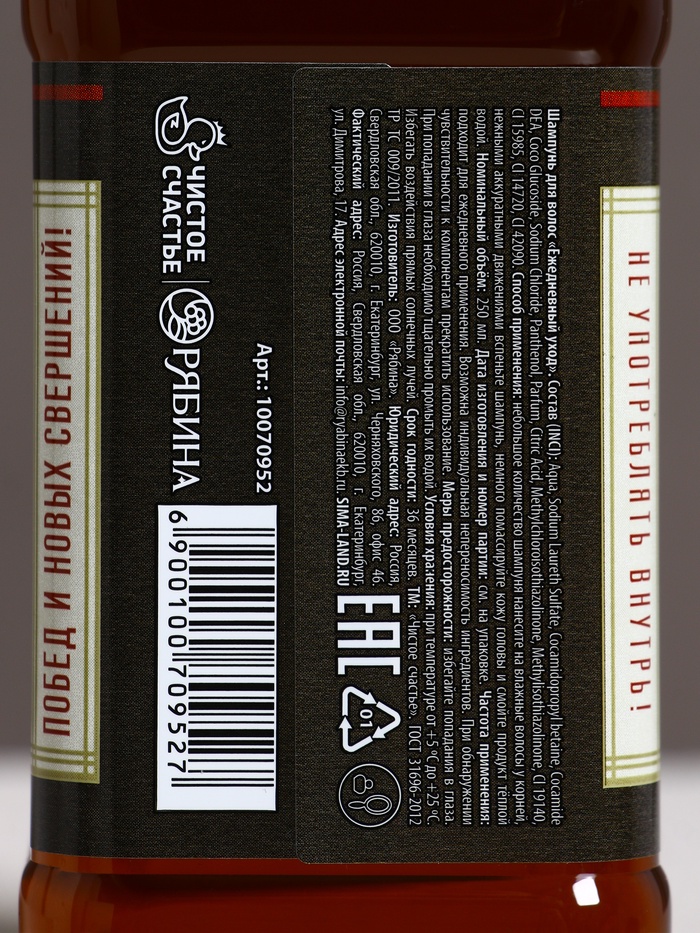 НЕ УПОТРЕБЛЯТЬ ВНУТРЬ!
Шампунь для волос «Ежедневный уход». Состав (INCI): Aqua, Sodium Laureth Sulfate, Cocamidopropyl betaine, Cocamide
DEA, Coco Glucoside, Sodium Chloride, Panthenol, Parfum, Citric Acid, Methylchloroisothiazolinone, Methylisothiazolinone, CI 19140,
CI 15985, CI 14720, CI 42090. Способ применения: небольшое количество шампуня нанесите на влажные волосы у корней,
нежными аккуратными движениями вспеньте шампунь, немного помассируйте кожу головы и смойте продукт тёплой
водой. Номинальный объём: 250 мл. Дата изготовления и номер партии: см. на упаковке. Частота применения:
подходит для ежедневного применения. Возможна индивидуальная непереносимость ингредиентов. При обнаружении
чувствительности к компонентам прекратить использование. Меры предосторожности: избегайте попадания в глаза.
При попадании в глаза необходимо тщательно промыть их водой. Условия хранения: при температуре от +5 °С до +25 °С.
Избегать воздействия прямых солнечных лучей. Срок годности: 36 месяцев. ТМ: «Чистое счастье». ГОСТ 31696-2012
ТР ТС 009/2011. Изготовитель: ООО «Рябина». Юридический адрес: Россия,
Свердловская обл., 620010, г. Екатеринбург, ул. Черняховского, 86, офис 46
Фактический адрес: Россия, Свердловская обл., 620010, г. Екатеринбург,
ул. Димитрова, 17. Адрес электронной почты: info@ryabinaekb.ru SIMA-LAND.RU
EAC
01
Арт.: 10070952
ЧИСТОЕ
СЧАСТЬЕ
РЯБИНА
6 900100 709527
ПОБЕД И НОВЫХ СВЕРШЕНИЙ!